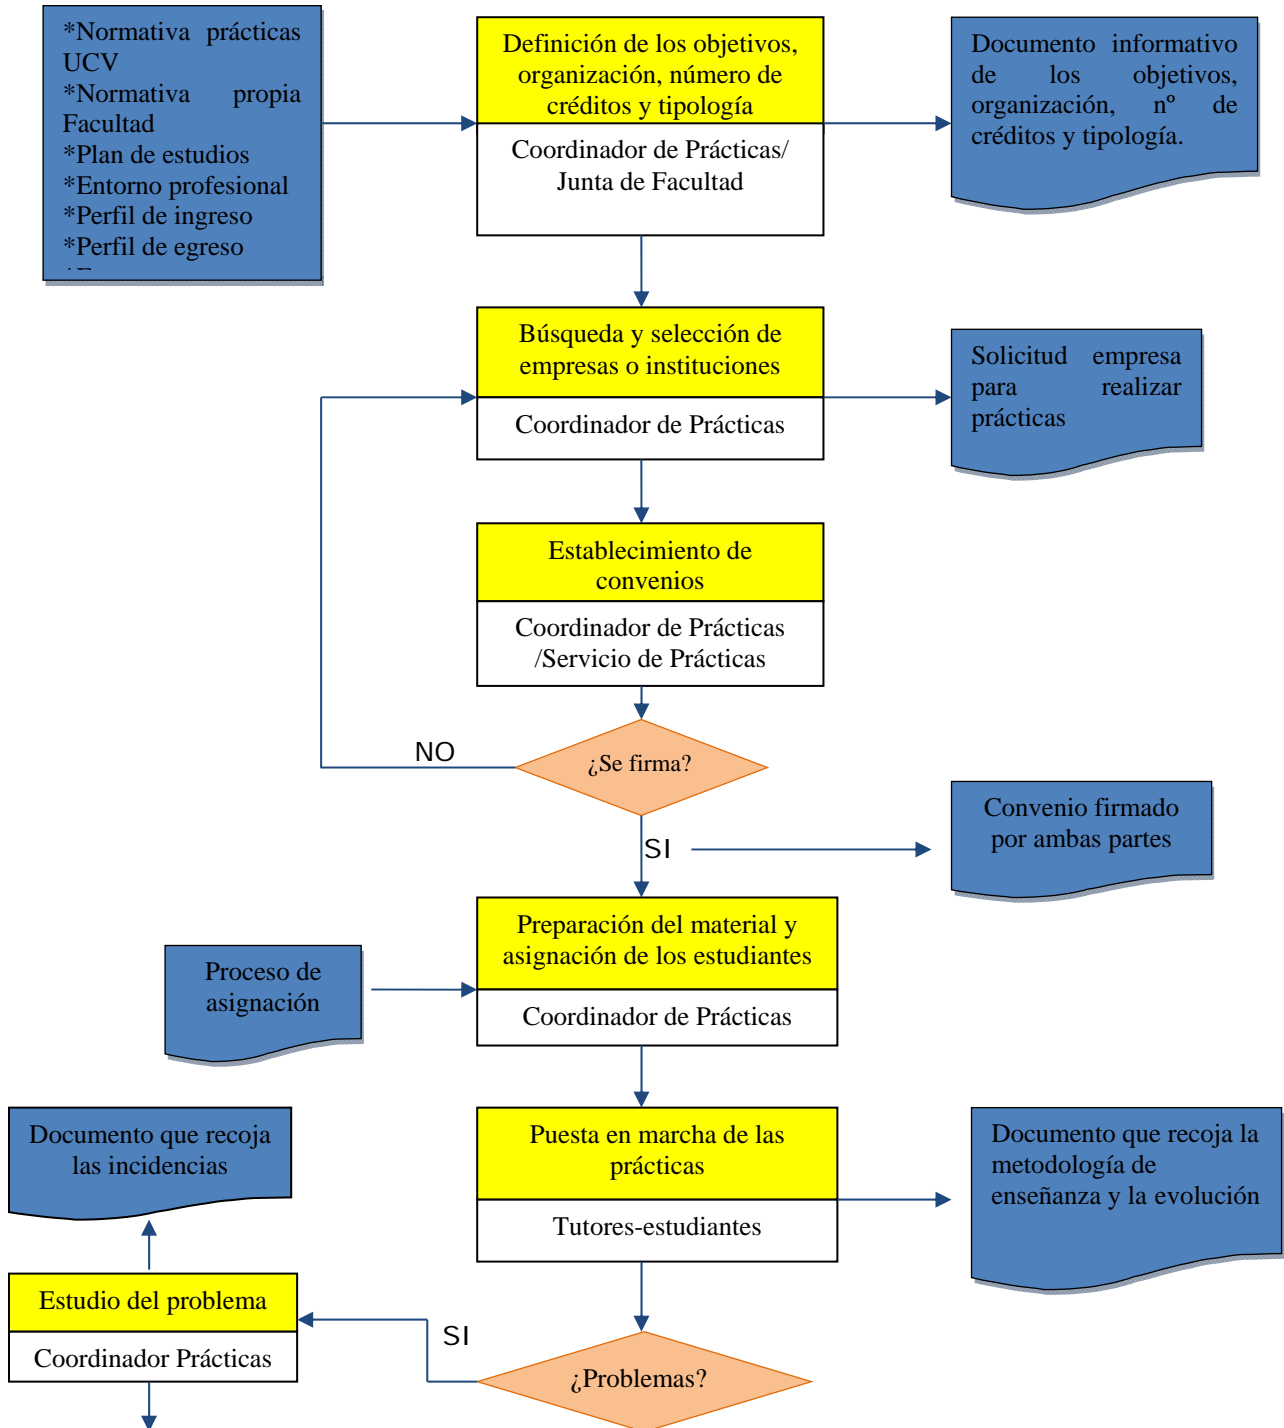 *Normativa prácticas
UCV
*Normativa propia
Facultad
*Plan de estudios
*Entorno profesional
*Perfil de ingreso
*Perfil de egreso
Definición de los objetivos,
organización, número de
créditos y tipología
Coordinador de Prácticas/
Junta de Facultad
Documento informativo
de los objetivos,
organización, nº de
créditos y tipología.
Búsqueda y selección de
empresas o instituciones
Coordinador de Prácticas
Solicitud empresa
para realizar
prácticas
Establecimiento de
convenios
Coordinador de Prácticas
/Servicio de Prácticas
NO
¿Se firma?
SI
Convenio firmado
por ambas partes
Preparación del material y
asignación de los estudiantes
Coordinador de Prácticas
Proceso de
asignación
Puesta en marcha de las
prácticas
Tutores-estudiantes
Documento que recoja la
metodología de
enseñanza y la evolución
Documento que recoja
las incidencias
Estudio del problema
Coordinador Prácticas
SI
¿Problemas?